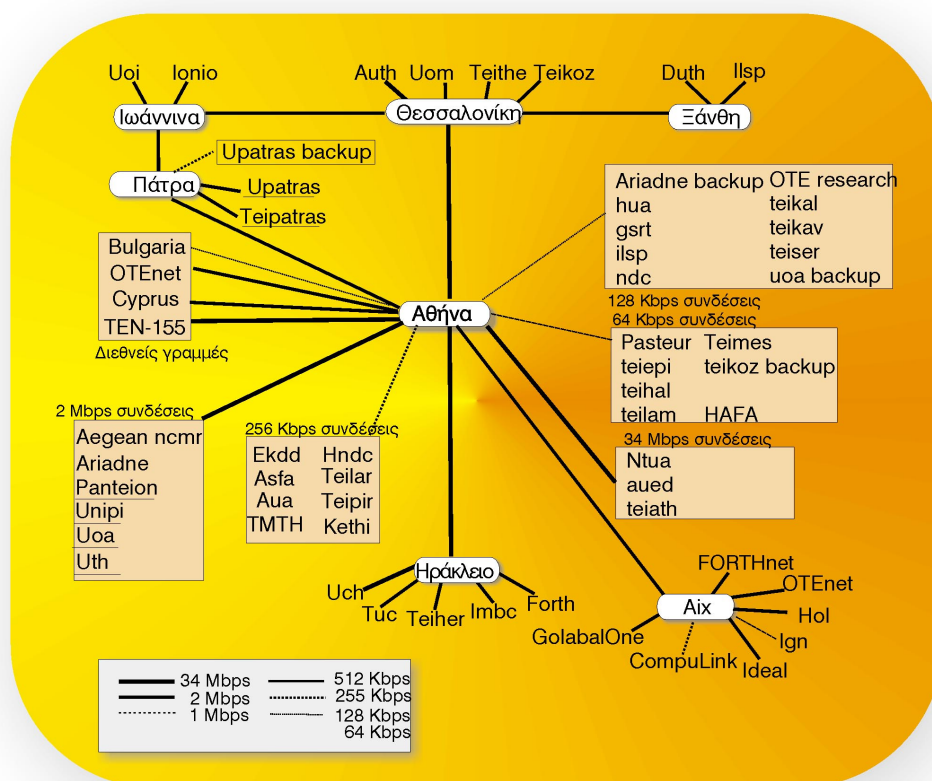 Uoi Ionio
Auth Uom Teithe Teikoz
Duth Ilsp
Ιωάννινα
Θεσσαλονίκη
Ξάνθη
Upatras backup
Πάτρα
Upatras
Teipatras
Ariadne backup OTE research
hua teikal
gsrt teikav
ilsp teiser
ndc uoa backup
Bulgaria
OTEnet
Cyprus
TEN-155
Διεθνείς γραμμές
Αθήνα
128 Kbps συνδέσεις
64 Kbps συνδέσεις
Pasteur Teimes
teiepi teikoz backup
teihal
teilam HAFA
2 Mbps συνδέσεις
Aegean ncmr
Ariadne
Panteion
Unipi
Uoa
Uth
256 Kbps συνδέσεις
Ekdd Hndc
Asfa Teilar
Aua Teipir
TMTH Kethi
34 Mbps συνδέσεις
Ntua
aued
teiath
Ηράκλειο
Uch
Tuc
Teiher
Imbc
Forth
FORTHnet
OTEnet
Aix
Hol
GolabalOne
Ign
CompuLink
Ideal
34 Mbps 512 Kbps
2 Mbps 255 Kbps
1 Mbps 128 Kbps
64 Kbps